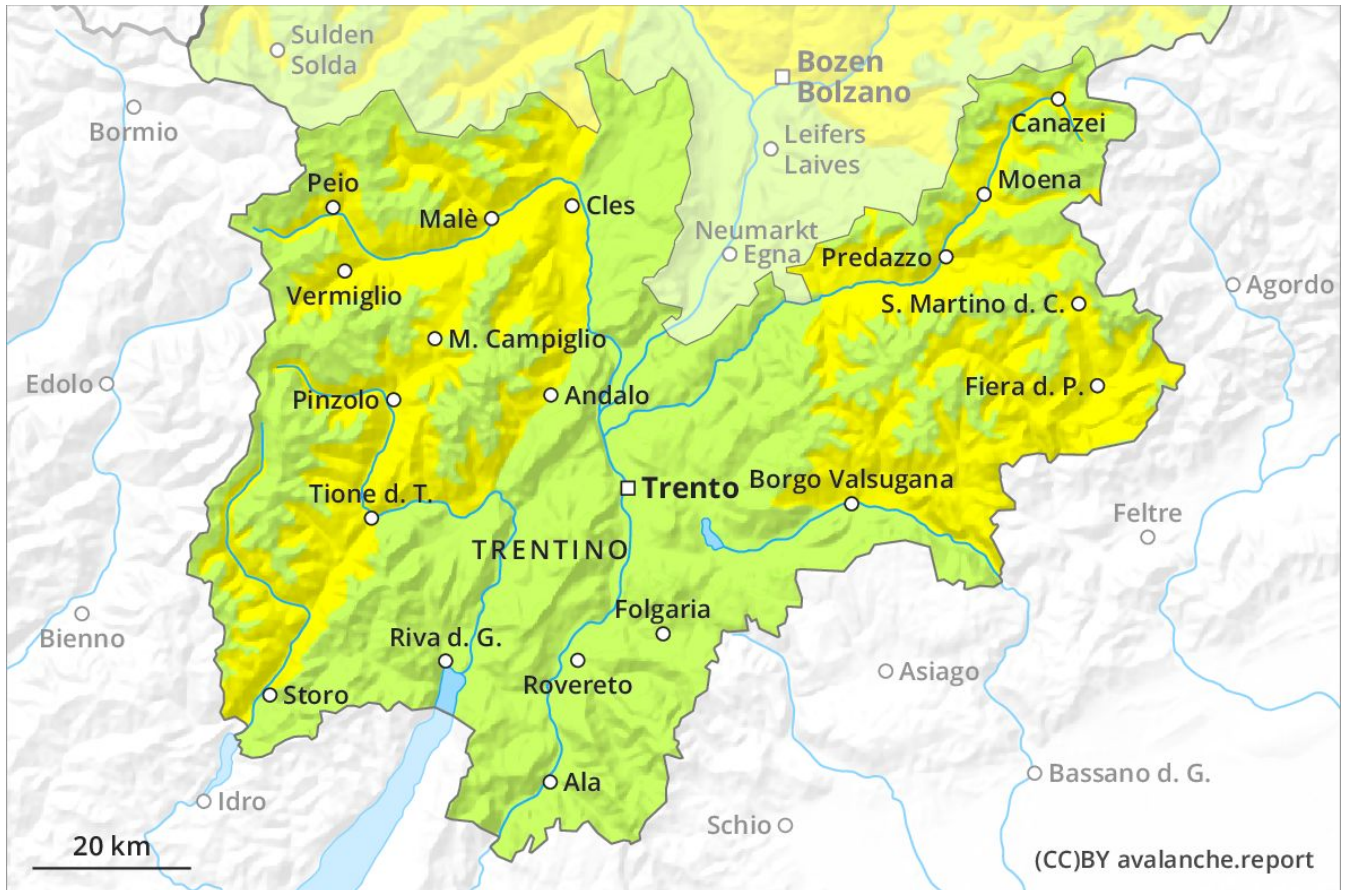 Sulden
Solda
Bozen
Bolzano
Bormio
Canazei
Leifers
Laives
Peio
Moena
Malè
Cles
Neumarkt
Egna
Predazzo
Vermiglio
Agordo
S. Martino d. C.
M. Campiglio
Edolo
Fiera d. P.
Pinzolo
Andalo
Borgo Valsugana
Trento
Tione d. T.
Feltre
TRENTINO
Folgaria
Bienno
Riva d. G.
Asiago
Rovereto
Storo
Bassano d. G.
Ala
Idro
Schio
20 km
(CC)BY avalanche.report